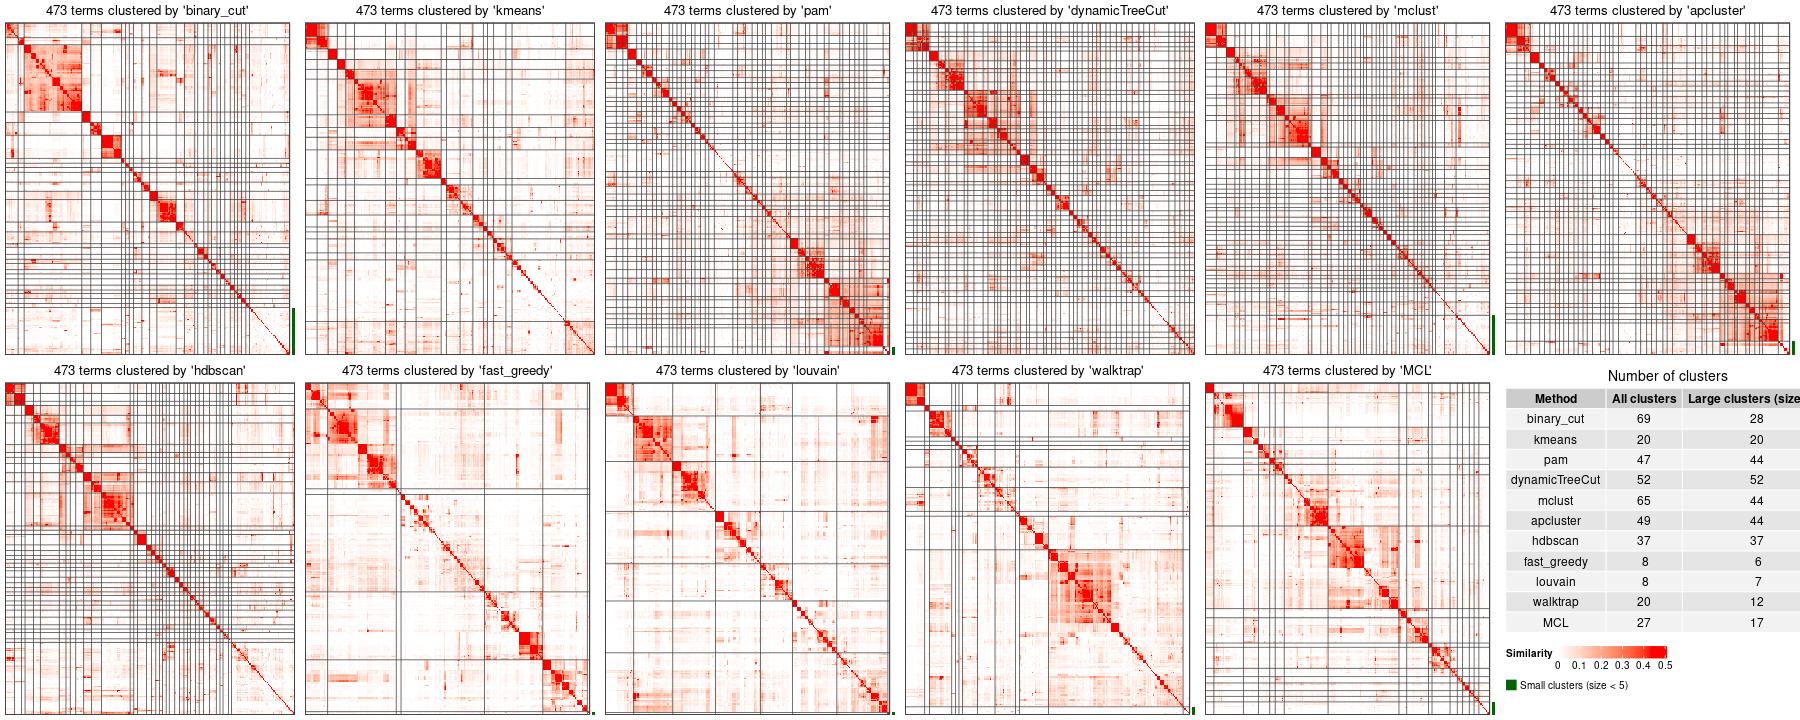 473 terms clustered by 'binary_cut'
473 terms clustered by 'kmeans'
473 terms clustered by 'pam'
473 terms clustered by 'dynamicTreeCut'
473 terms clustered by 'mclust'
473 terms clustered by 'apcluster'
473 terms clustered by 'hdbscan'
473 terms clustered by 'fast_greedy'
473 terms clustered by 'louvain'
473 terms clustered by 'walktrap'
473 terms clustered by 'MCL'
Number of clusters
Method All clusters Large clusters (size
binary_cut 69 28
kmeans 20 20
pam 47 44
dynamicTreeCut 52 52
mclust 65 44
apcluster 49 44
hdbscan 37 37
fast_greedy 8 6
louvain 8 7
walktrap 20 12
MCL 27 17
Similarity
0 0.1 0.2 0.3 0.4 0.5
Small clusters (size < 5)